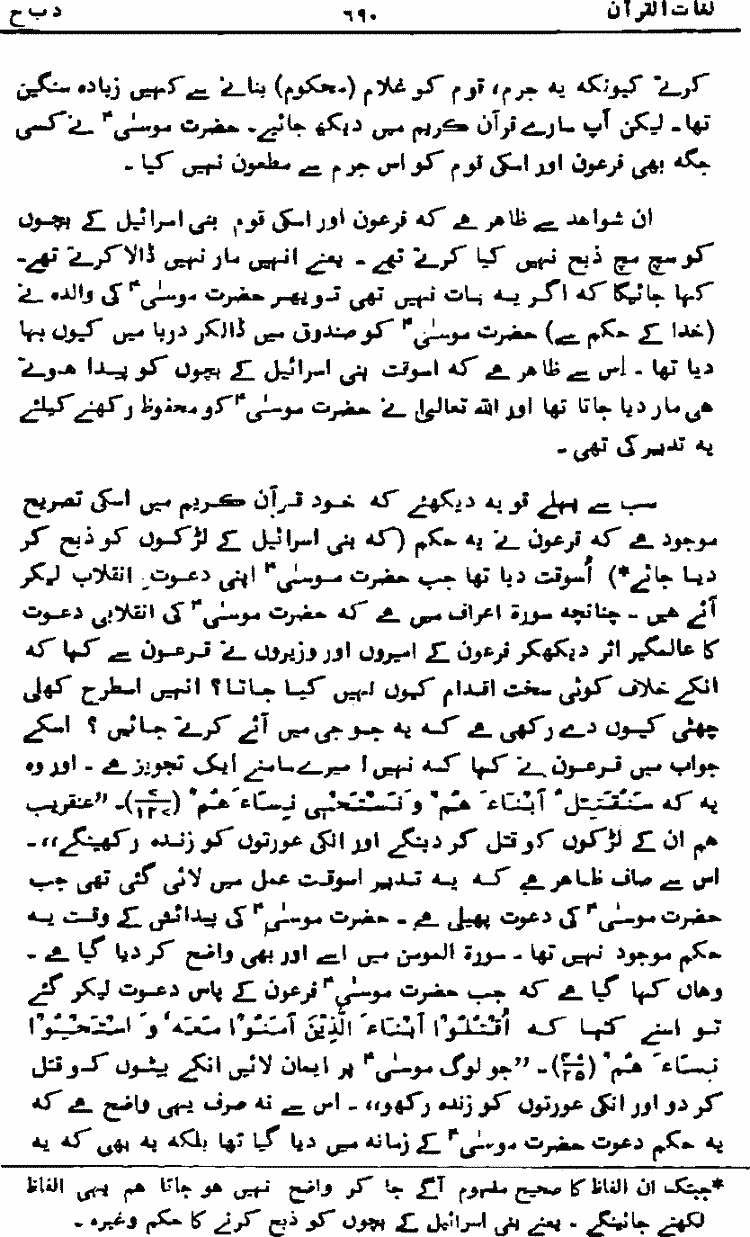 لغات القرآن ٦٩٠ د ب ح
کرتے کیونکہ یہ جرم، قوم کو غلام (محکوم) بنانے سے کہیں زیادہ سنگین
تھا۔ لیکن آپ سارے قرآن کریم میں دیکھ جائیے۔ حضرت موسیٰؑ نے کسی
جگہ بھی فرعون اور اسکی قوم کو اس جرم سے مطعون نہیں کیا۔
ان شواہد سے ظاہر ہے کہ فرعون اور اسکی قوم بنی اسرائیل کے بچوں
کو سچ مچ ذبح نہیں کیا کرتے تھے۔ یعنے انہیں مار نہیں ڈالا کرتے تھے۔
کہا جائیگا کہ اگر یہ بات نہیں تھی تو پھر حضرت موسیٰؑ کی والدہ نے
(خدا کے حکم سے) حضرت موسیٰؑ کو صندوق میں ڈالکر دریا میں کیوں بہا
دیا تھا۔ اِس سے ظاہر ہے کہ اسوقت بنی اسرائیل کے بچوں کو پیدا ہوتے
ہی مار دیا جاتا تھا اور اللہ تعالیٰ نے حضرت موسیٰؑ کو محفوظ رکھنے کیلئے
یہ تدبیر کی تھی۔
سب سے پہلے تو یہ دیکھئے کہ خود قرآن کریم میں اسکی تصریح
موجود ہے کہ فرعون نے یہ حکم (کہ بنی اسرائیل کے لڑکوں کو ذبح کر
دیا جائے*) اُسوقت دیا تھا جب حضرت موسیٰؑ اپنی دعوت انقلاب لیکر
آئے ہیں۔ چنانچہ سورۃ اعراف میں ہے کہ حضرت موسیٰؑ کی انقلابی دعوت
کا عالمگیر اثر دیکھکر فرعون کے امیروں اور وزیروں نے فرعون سے کہا کہ
انکے خلاف کوئی سخت اقدام کیوں نہیں کیا جاتا؟ انہیں اسطرح کھلی
چھٹی کیوں دے رکھی ہے کہ یہ جو جی میں آئے کرتے جائیں ؟ اسکے
جواب میں فرعون نے کہا کہ نہیں! میرے سامنے ایک تجویز ہے۔ اور وہ
یہ کہ سَنُقَتِّلُ اَبْنَاءَ هُمْ وَ نَسْتَحْيٖ نِسَاءَ هُمْ (۷/۱۲۷)۔ ”عنقریب
ہم ان کے لڑکوں کو قتل کر دینگے اور انکی عورتوں کو زندہ رکھینگے،،۔
اس سے صاف ظاہر ہے کہ یہ تدبیر اسوقت عمل میں لائی گئی تھی جب
حضرت موسیٰؑ کی دعوت پھیلی ہے۔ حضرت موسیٰؑ کی پیدائش کے وقت یہ
حکم موجود نہیں تھا۔ سورۃ المومن میں اسے اور بھی واضح کر دیا گیا ہے۔
وہاں کہا گیا ہے کہ جب حضرت موسیٰؑ فرعون کے پاس دعوت لیکر گئے
تو اسنے کہا کہ اُقْتُلُوْا اَبْنَاءَ الَّذِيْنَ اٰمَنُوْا مَعَهٗ وَ اسْتَحْيُوْا
نِسَاءَ هُمْ (۴۰/۲۵)۔ ”جو لوگ موسیٰؑ پر ایمان لائیں انکے بیٹوں کو قتل
کر دو اور انکی عورتوں کو زندہ رکھو،،۔ اس سے نہ صرف یہی واضح ہے کہ
یہ حکم دعوت حضرت موسیٰؑ کے زمانہ میں دیا گیا تھا بلکہ یہ بھی کہ یہ
*جبتک ان الفاظ کا صحیح مفہوم آگے جا کر واضح نہیں ہو جاتا ہم یہی الفاظ
لکھتے جائینگے۔ یعنے بنی اسرائیل کے بچوں کو ذبح کرنے کا حکم وغیرہ۔